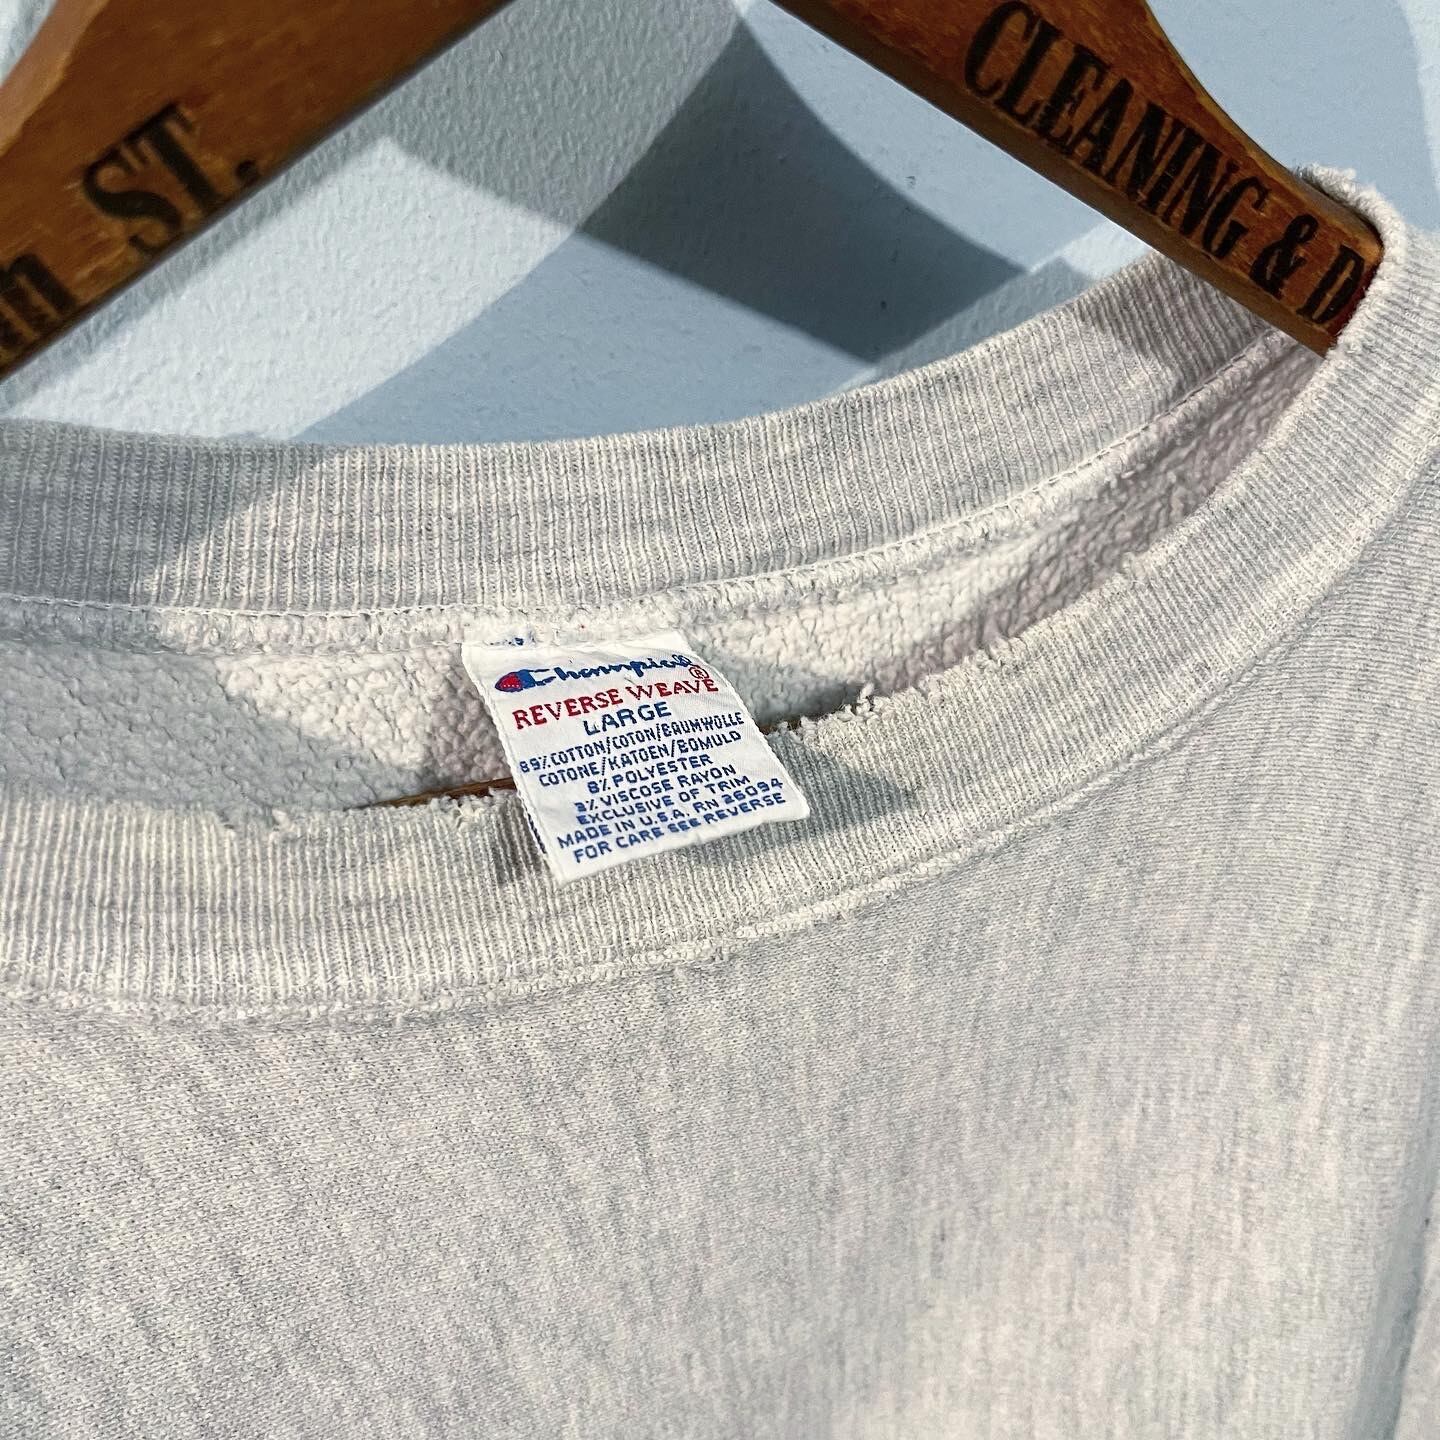 ST.
CLEANING & D
Champion®
REVERSE WEAVE
LARGE
89% COTTON/COTON/BAUMWOLLE
COTONE/KATOEN/BOMULD
8% POLYESTER
3% VISCOSE RAYON
EXCLUSIVE OF TRIM
MADE IN U.S.A. RN 26094
FOR CARE SEE REVERSE